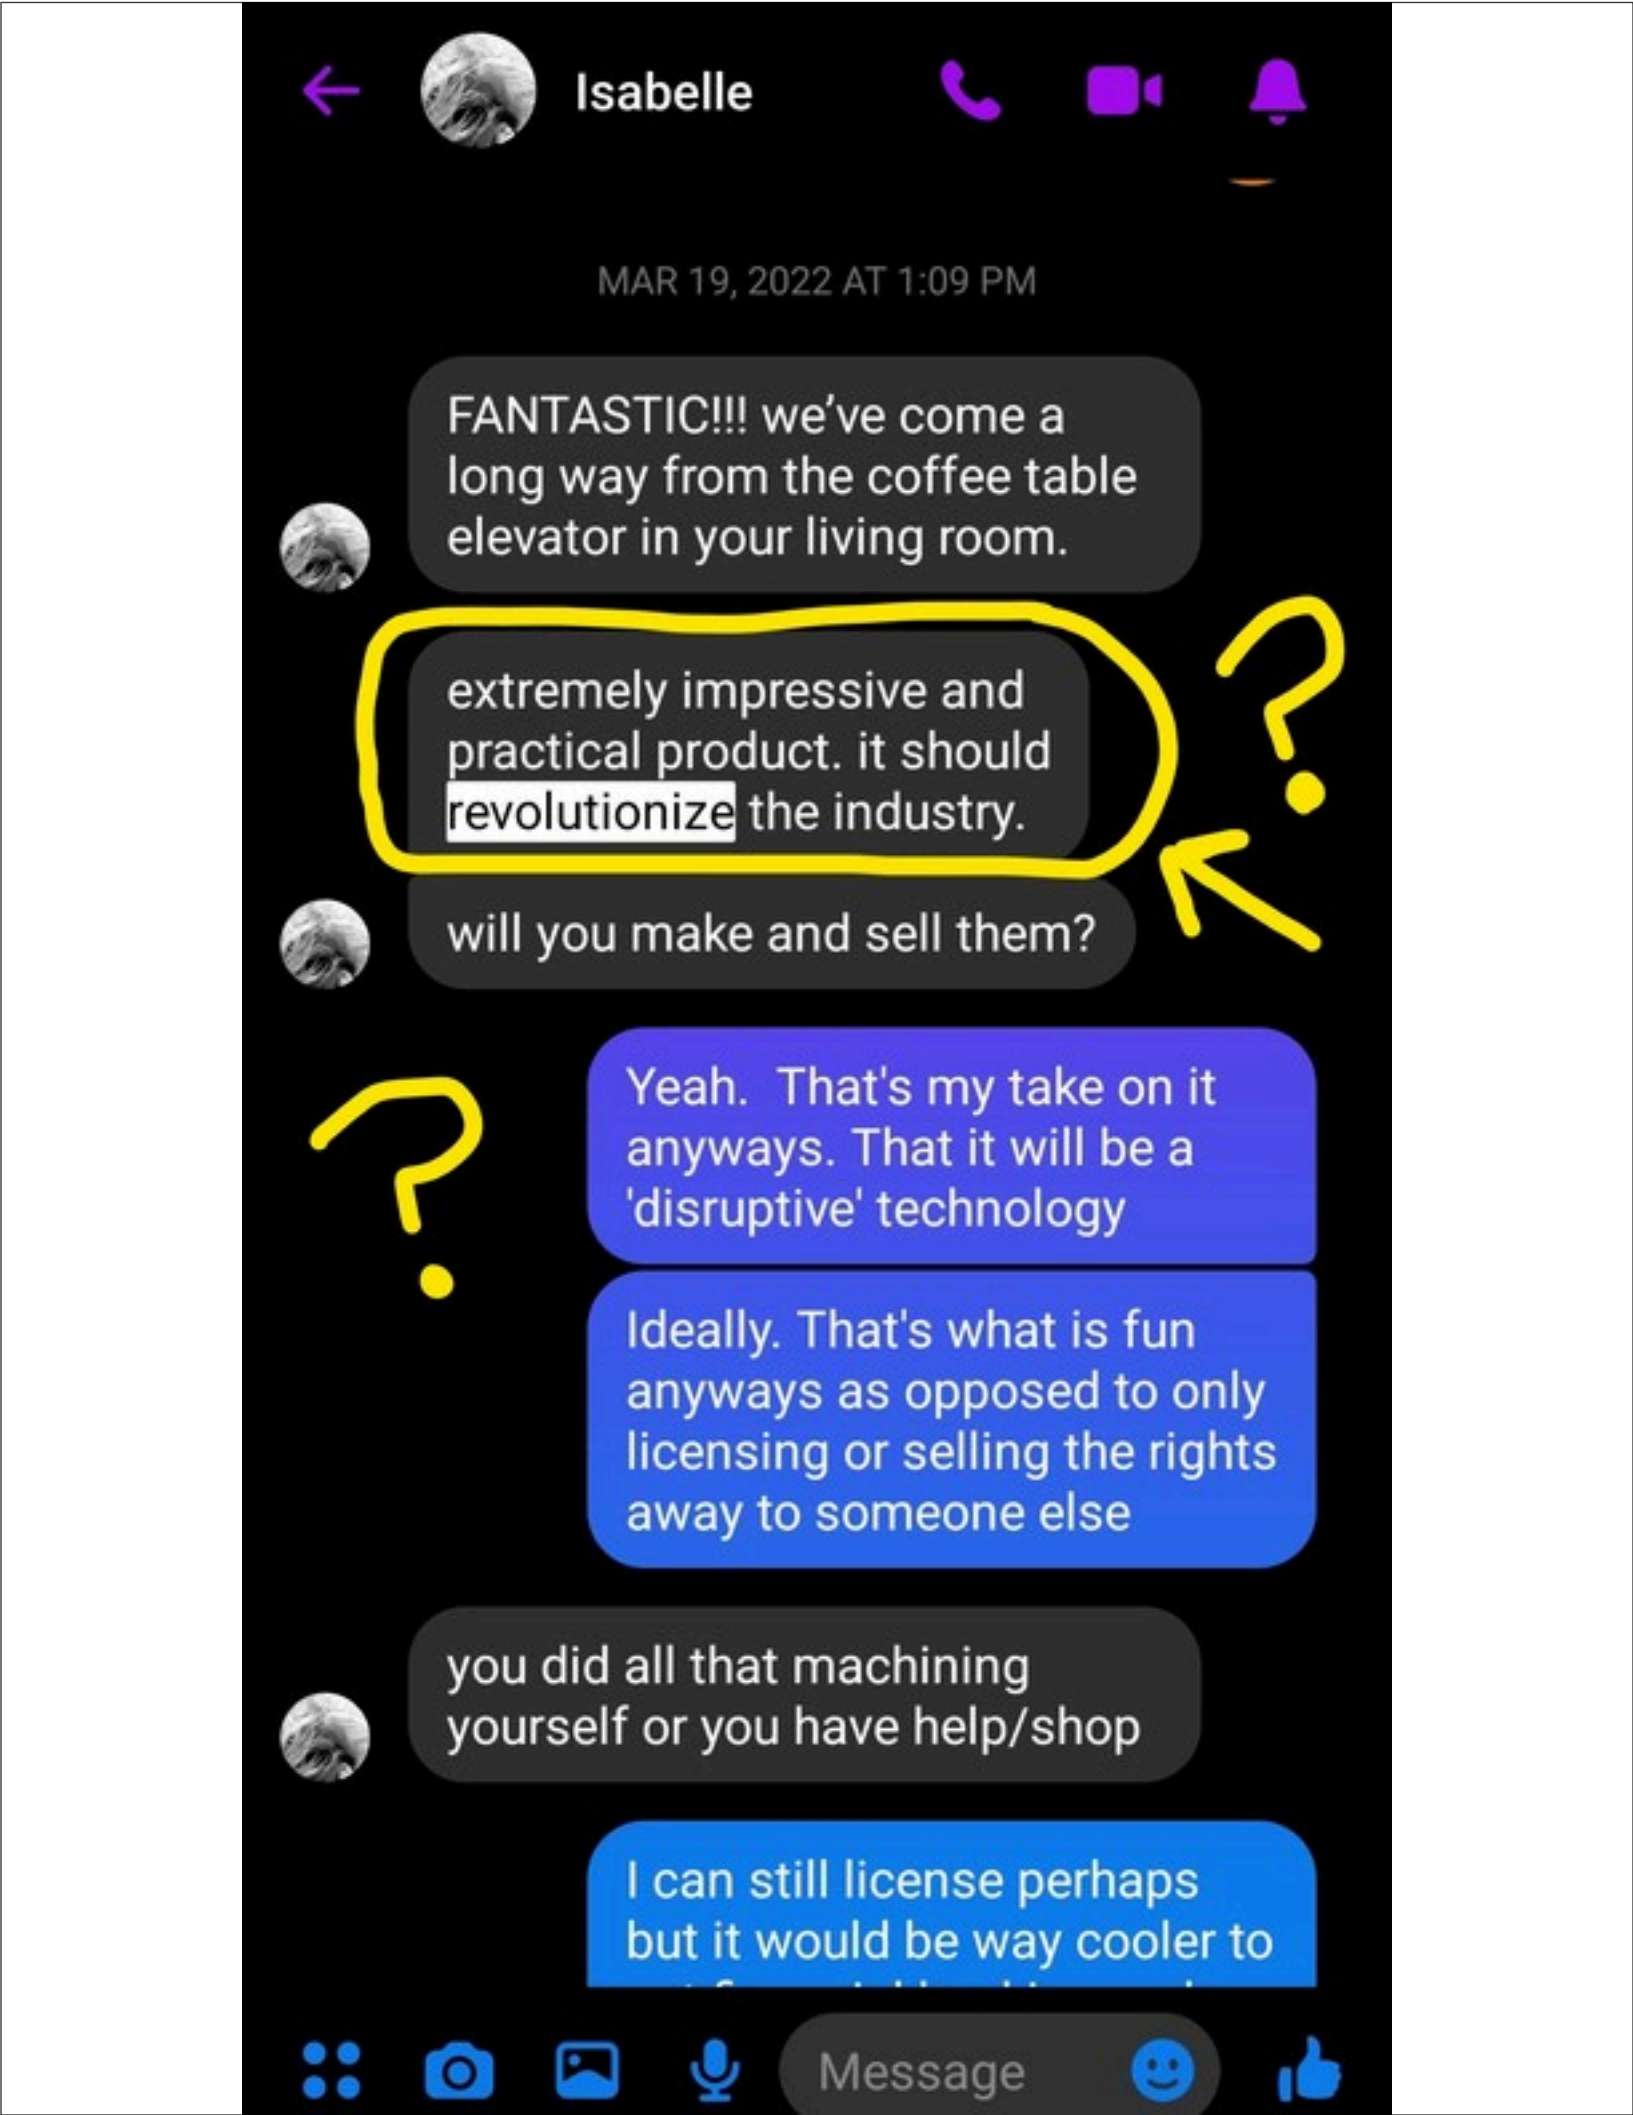 Isabelle
MAR 19, 2022 AT 1:09 PM
FANTASTIC!!! we’ve come a
long way from the coffee table
elevator in your living room.
extremely impressive and
practical product. it should
revolutionize the industry.
?
will you make and sell them?
Yeah.  That's my take on it
anyways. That it will be a
'disruptive' technology
?
Ideally. That's what is fun
anyways as opposed to only
licensing or selling the rights
away to someone else
you did all that machining
yourself or you have help/shop
I can still license perhaps
but it would be way cooler to
Message